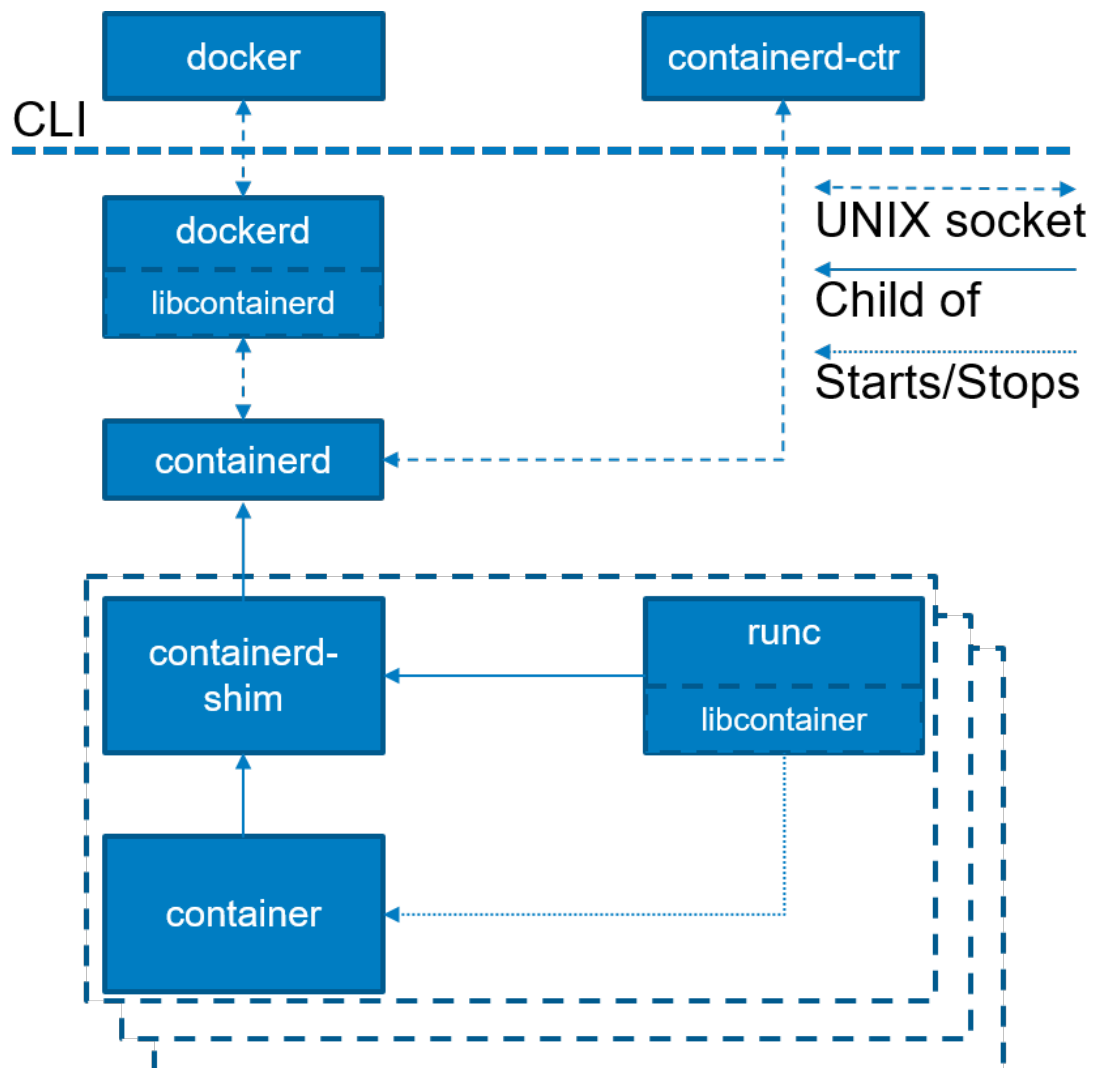 docker
containerd-ctr
CLI
dockerd
libcontainerd
UNIX socket
Child of
Starts/Stops
containerd
containerd-
shim
runc
libcontainer
container